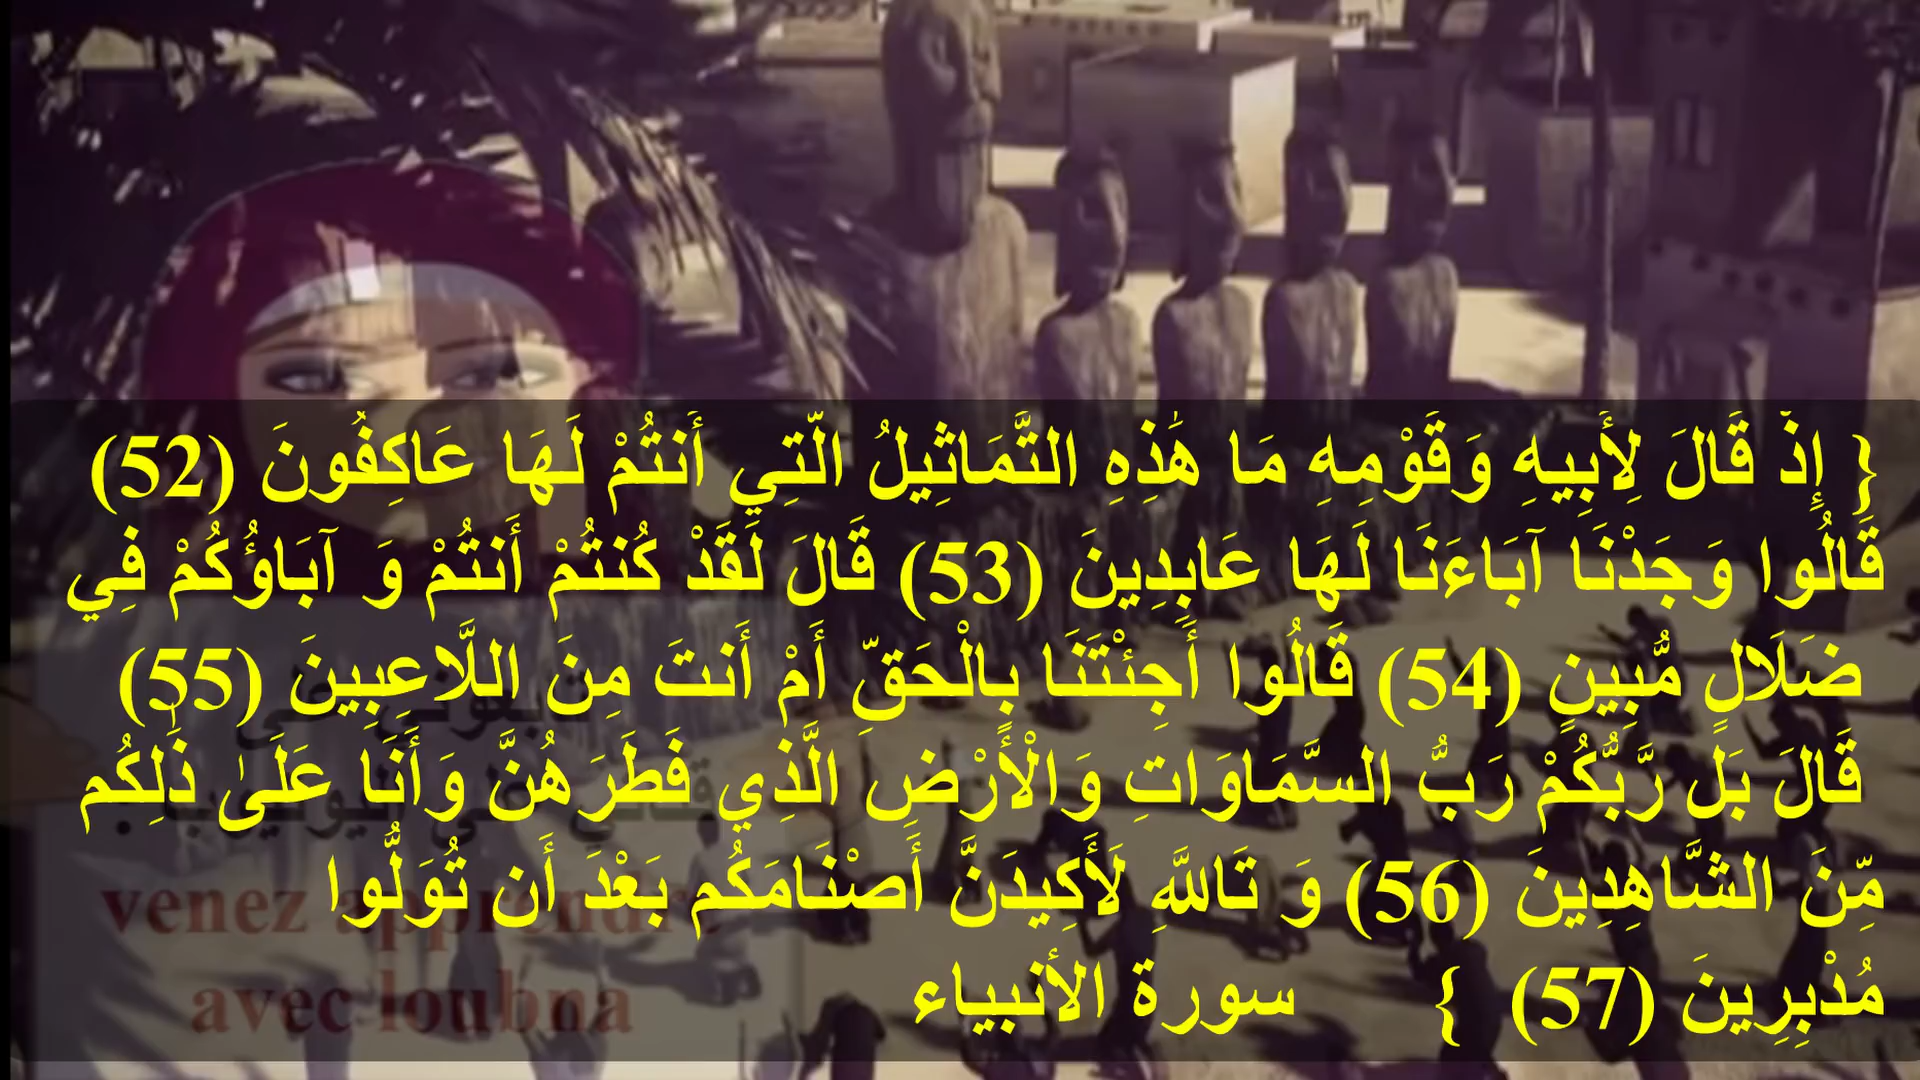 { إِذْ قَالَ لِأَبِيهِ وَقَوْمِهِ مَا هَٰذِهِ التَّمَاثِيلُ الَّتِي أَنتُمْ لَهَا عَاكِفُونَ (52)
قَالُوا وَجَدْنَا آبَاءَنَا لَهَا عَابِدِينَ (53) قَالَ لَقَدْ كُنتُمْ أَنتُمْ وَ آبَاؤُكُمْ فِي
ضَلَالٍ مُّبِينٍ (54) قَالُوا أَجِئْتَنَا بِالْحَقِّ أَمْ أَنتَ مِنَ اللَّاعِبِينَ (55)
قَالَ بَل رَّبُّكُمْ رَبُّ السَّمَاوَاتِ وَالْأَرْضِ الَّذِي فَطَرَهُنَّ وَأَنَا عَلَىٰ ذَٰلِكُم
مِّنَ الشَّاهِدِينَ (56) وَ تَاللَّهِ لَأَكِيدَنَّ أَصْنَامَكُم بَعْدَ أَن تُوَلُّوا
مُدْبِرِينَ (57) } سورة الأنبياء
venez apprendre
avec loubna